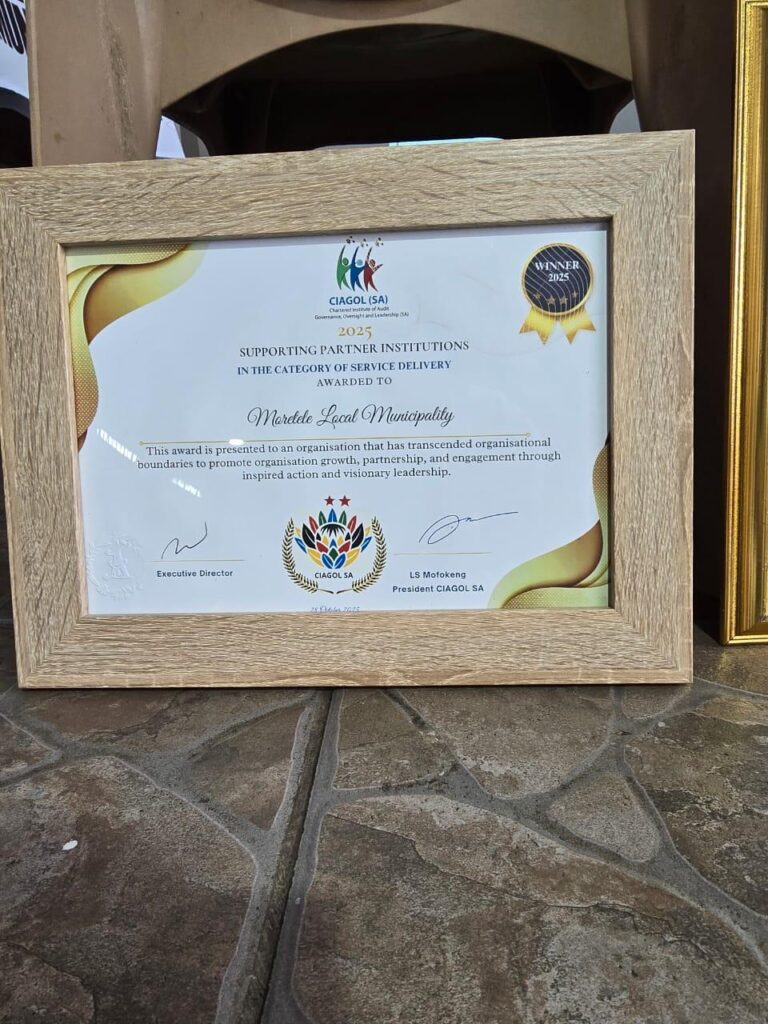 CIAGOL (SA)
Chartered Institute of Audit
Governance, Oversight and Leadership (SA)
2025
WINNER
2025
SUPPORTING PARTNER INSTITUTIONS
IN THE CATEGORY OF SERVICE DELIVERY
AWARDED TO
Moretele Local Municipality
This award is presented to an organisation that has transcended organisational
boundaries to promote organisation growth, partnership, and engagement through
inspired action and visionary leadership.
Executive Director
CIAGOL SA
LS Mofokeng
President CIAGOL SA
28 October 2025